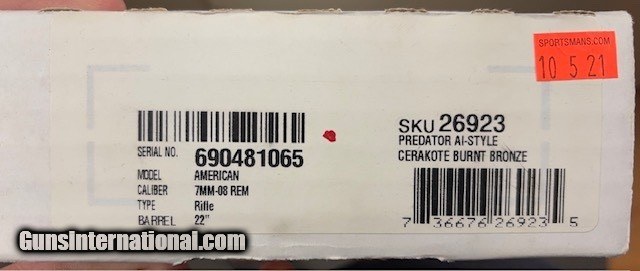 SPORTSMANS.COM
10 5 21
SERIAL NO. 690481065
MODEL AMERICAN
CALIBER 7MM-08 REM
TYPE Rifle
BARREL 22"
SKU 26923
PREDATOR AI-STYLE
CERAKOTE BURNT BRONZE
7 36676 26923 5
GunsInternational.com